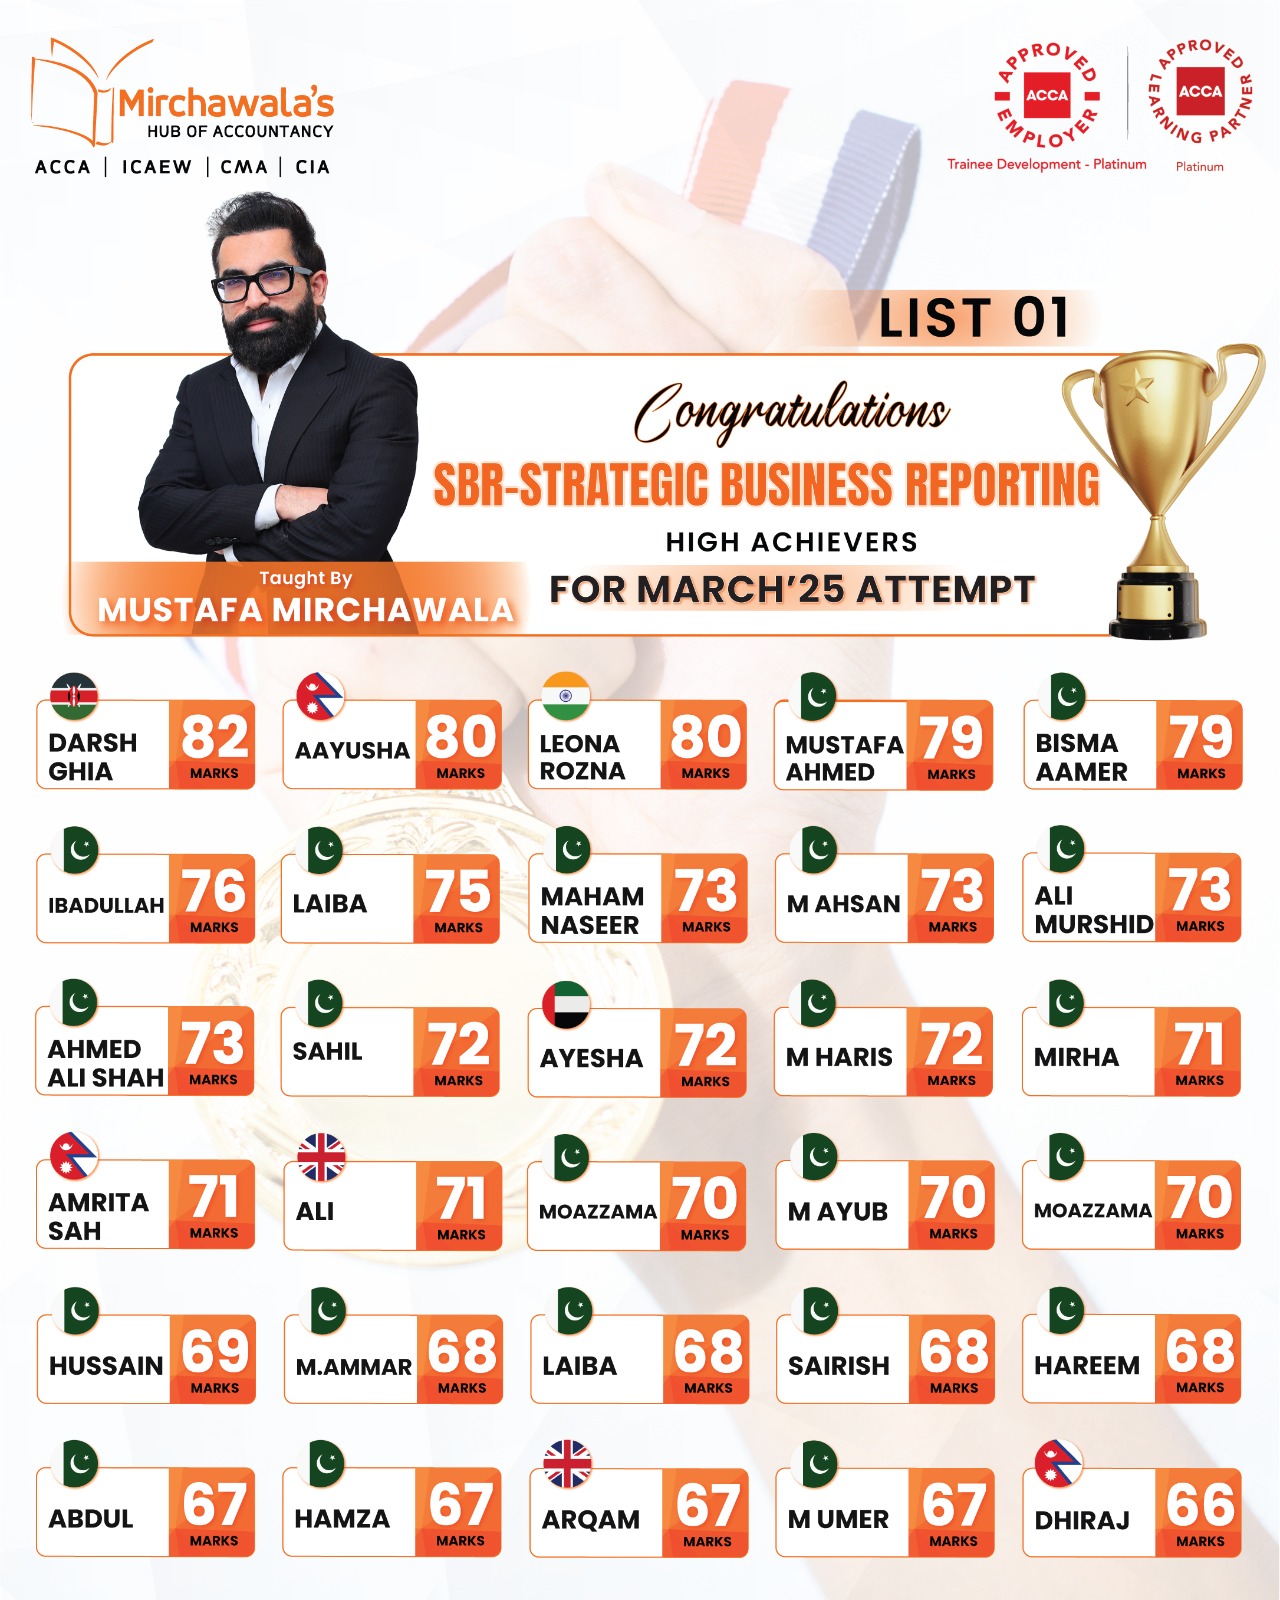 Mirchawala's
HUB OF ACCOUNTANCY
ACCA | ICAEW | CMA | CIA
APPROVED
ACCA
EMPLOYER
Trainee Development - Platinum
APPROVED
ACCA
LEARNING PARTNER
Platinum
LIST 01
Congratulations
SBR-STRATEGIC BUSINESS REPORTING
HIGH ACHIEVERS
FOR MARCH'25 ATTEMPT
Taught By
MUSTAFA MIRCHAWALA
DARSH
GHIA
82
MARKS
AAYUSHA
80
MARKS
LEONA
ROZNA
80
MARKS
MUSTAFA
AHMED
79
MARKS
BISMA
AAMER
79
MARKS
IBADULLAH
76
MARKS
LAIBA
75
MARKS
MAHAM
NASEER
73
MARKS
M AHSAN
73
MARKS
ALI
MURSHID
73
MARKS
AHMED
ALI SHAH
73
MARKS
SAHIL
72
MARKS
AYESHA
72
MARKS
M HARIS
72
MARKS
MIRHA
71
MARKS
AMRITA
SAH
71
MARKS
ALI
71
MARKS
MOAZZAMA
70
MARKS
M AYUB
70
MARKS
MOAZZAMA
70
MARKS
HUSSAIN
69
MARKS
M.AMMAR
68
MARKS
LAIBA
68
MARKS
SAIRISH
68
MARKS
HAREEM
68
MARKS
ABDUL
67
MARKS
HAMZA
67
MARKS
ARQAM
67
MARKS
M UMER
67
MARKS
DHIRAJ
66
MARKS